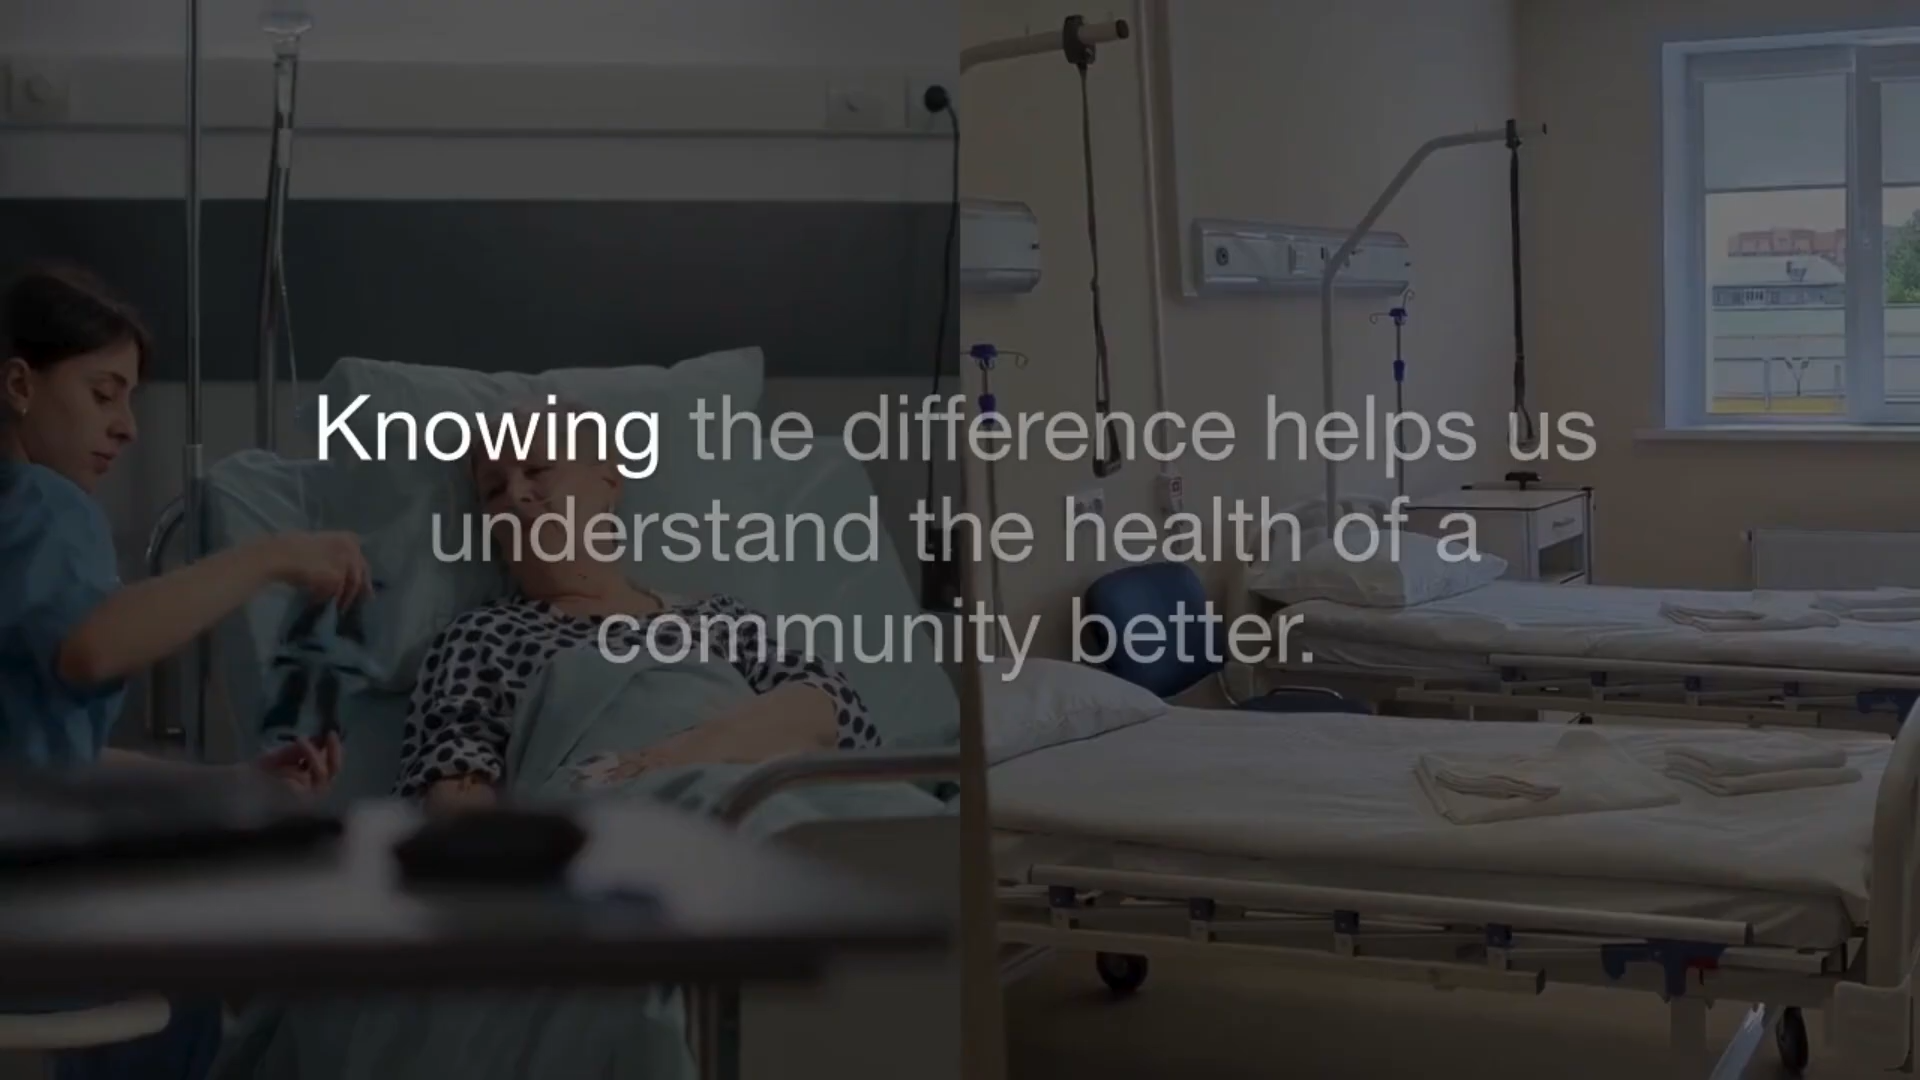 Knowing the difference helps us
understand the health of a
community better.